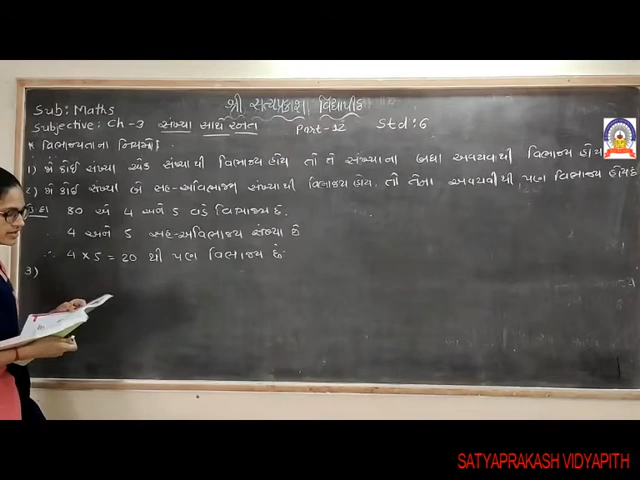 શ્રી સત્યપ્રકાશ વિદ્યાપીઠ
Sub: Maths
Subjective: Ch-3 સંખ્યા સાથે રમત Part-12 Std:6
* વિભાજ્યતાના નિયમો:
1) જો કોઈ સંખ્યા એક સંખ્યાથી વિભાજ્ય હોય તો તે સંખ્યાના બધા અવયવોથી વિભાજ્ય હોય
2) જો કોઈ સંખ્યા બે સહ-અવિભાજ્ય સંખ્યાથી વિભાજ્ય હોય, તો તેના અવયવોથી પણ વિભાજ્ય હોય છે
80 એ 4 અને 5 વડે વિભાજ્ય છે.
4 અને 5 સહ-અવિભાજ્ય સંખ્યા છે
∴ 4 × 5 = 20 થી પણ વિભાજ્ય છે.
3)
SATYAPRAKASH VIDYAPITH